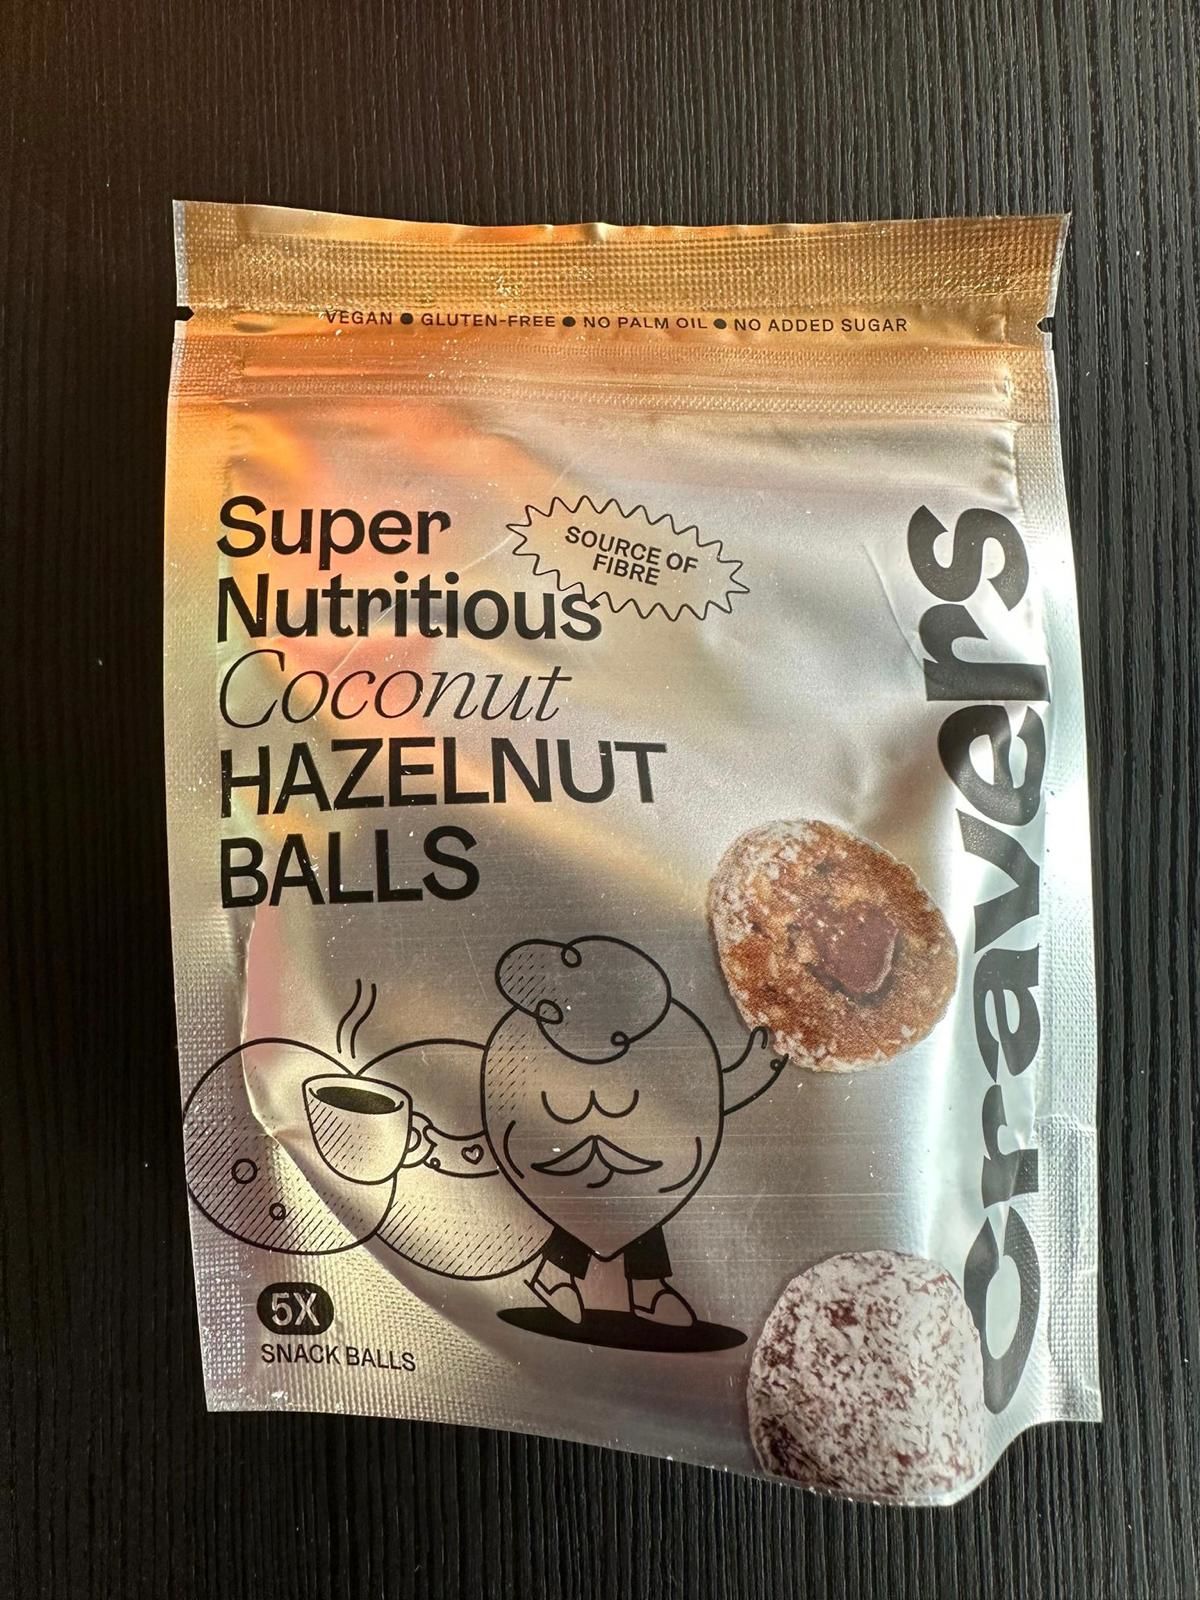 VEGAN ● GLUTEN-FREE ● NO PALM OIL ● NO ADDED SUGAR
Super
Nutritious
Coconut
HAZELNUT
BALLS
SOURCE OF
FIBRE
cravers
5X
SNACK BALLS